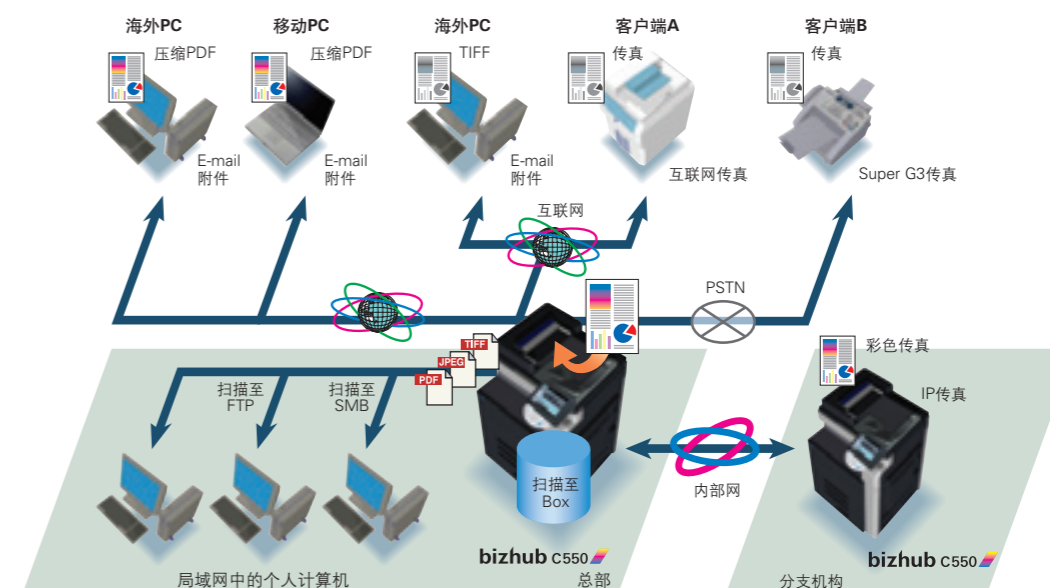 海外PC
移动PC
海外PC
客户端A
客户端B
压缩PDF
压缩PDF
TIFF
传真
传真
E-mail
附件
E-mail
附件
E-mail
附件
互联网传真
Super G3传真
互联网
PSTN
TIFF
JPEG
PDF
彩色传真
IP传真
扫描至
FTP
扫描至
SMB
扫描至
Box
内部网
bizhub C550
bizhub C550
局域网中的个人计算机
总部
分支机构